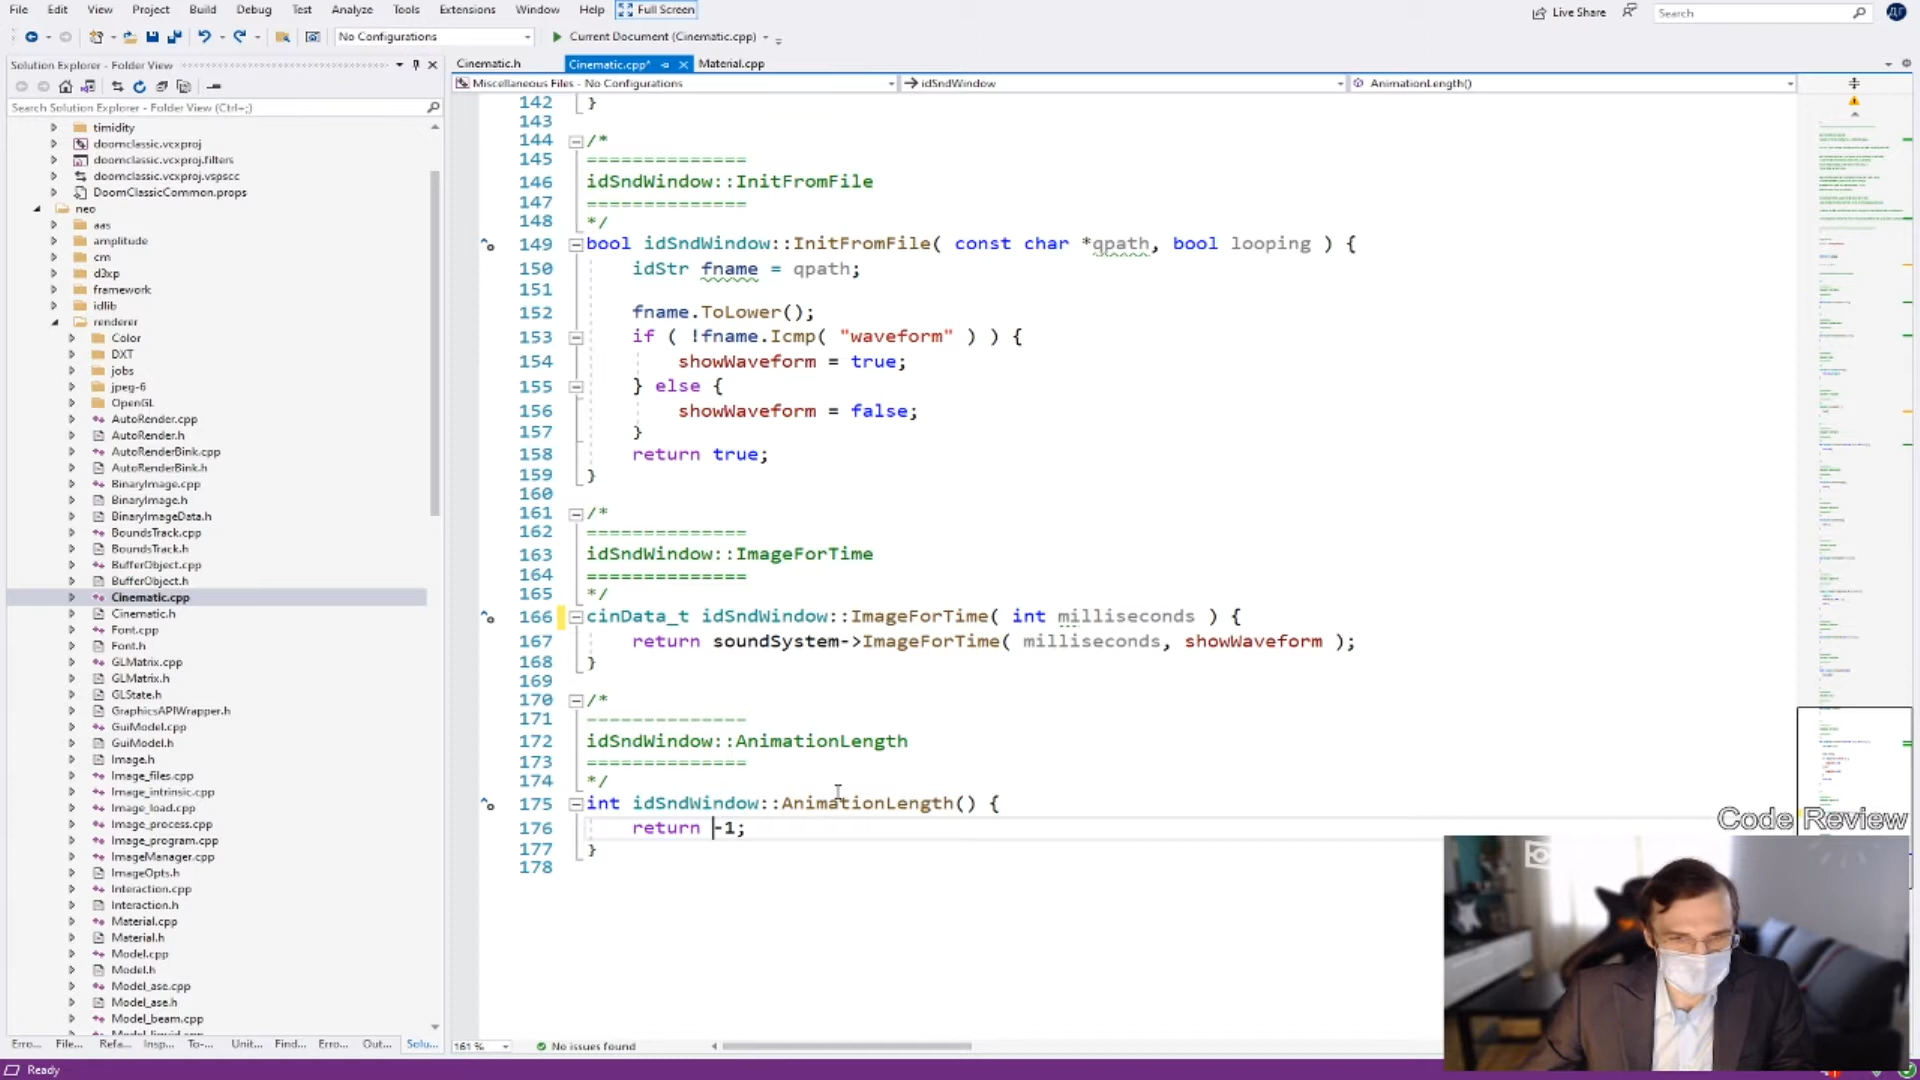 File Edit View Project Build Debug Test Analyze Tools Extensions Window Help Full Screen Live Share Search
No Configurations Current Document (Cinematic.cpp)
Solution Explorer - Folder View
Search Solution Explorer - Folder View (Ctrl+;)
timidity
doomclassic.vcxproj
doomclassic.vcxproj.filters
doomclassic.vcxproj.vspscc
DoomClassicCommon.props
neo
aas
amplitude
cm
d3xp
framework
idlib
renderer
Color
DXT
jobs
jpeg-6
OpenGL
AutoRender.cpp
AutoRender.h
AutoRenderBink.cpp
AutoRenderBink.h
BinaryImage.cpp
BinaryImage.h
BinaryImageData.h
BoundsTrack.cpp
BoundsTrack.h
BufferObject.cpp
BufferObject.h
Cinematic.cpp
Cinematic.h
Font.cpp
Font.h
GLMatrix.cpp
GLMatrix.h
GLState.h
GraphicsAPIWrapper.h
GuiModel.cpp
GuiModel.h
Image.h
Image_files.cpp
Image_intrinsic.cpp
Image_load.cpp
Image_process.cpp
Image_program.cpp
ImageManager.cpp
ImageOpts.h
Interaction.cpp
Interaction.h
Material.cpp
Material.h
Model.cpp
Model.h
Model_ase.cpp
Model_ase.h
Model_beam.cpp
Erro... File... Refa... Insp... To-... Unit... Find... Erro... Out... Solu...
Cinematic.h Cinematic.cpp* Material.cpp
Miscellaneous Files - No Configurations idSndWindow AnimationLength()
142 }
143
144 /*
145 ==============
146 idSndWindow::InitFromFile
147 ==============
148 */
149 bool idSndWindow::InitFromFile( const char *qpath, bool looping ) {
150 idStr fname = qpath;
151
152 fname.ToLower();
153 if ( !fname.Icmp( "waveform" ) ) {
154 showWaveform = true;
155 } else {
156 showWaveform = false;
157 }
158 return true;
159 }
160
161 /*
162 ==============
163 idSndWindow::ImageForTime
164 ==============
165 */
166 cinData_t idSndWindow::ImageForTime( int milliseconds ) {
167 return soundSystem->ImageForTime( milliseconds, showWaveform );
168 }
169
170 /*
171 ==============
172 idSndWindow::AnimationLength
173 ==============
174 */
175 int idSndWindow::AnimationLength() {
176 return -1;
177 }
178
Code Review
161 % No issues found
Ready